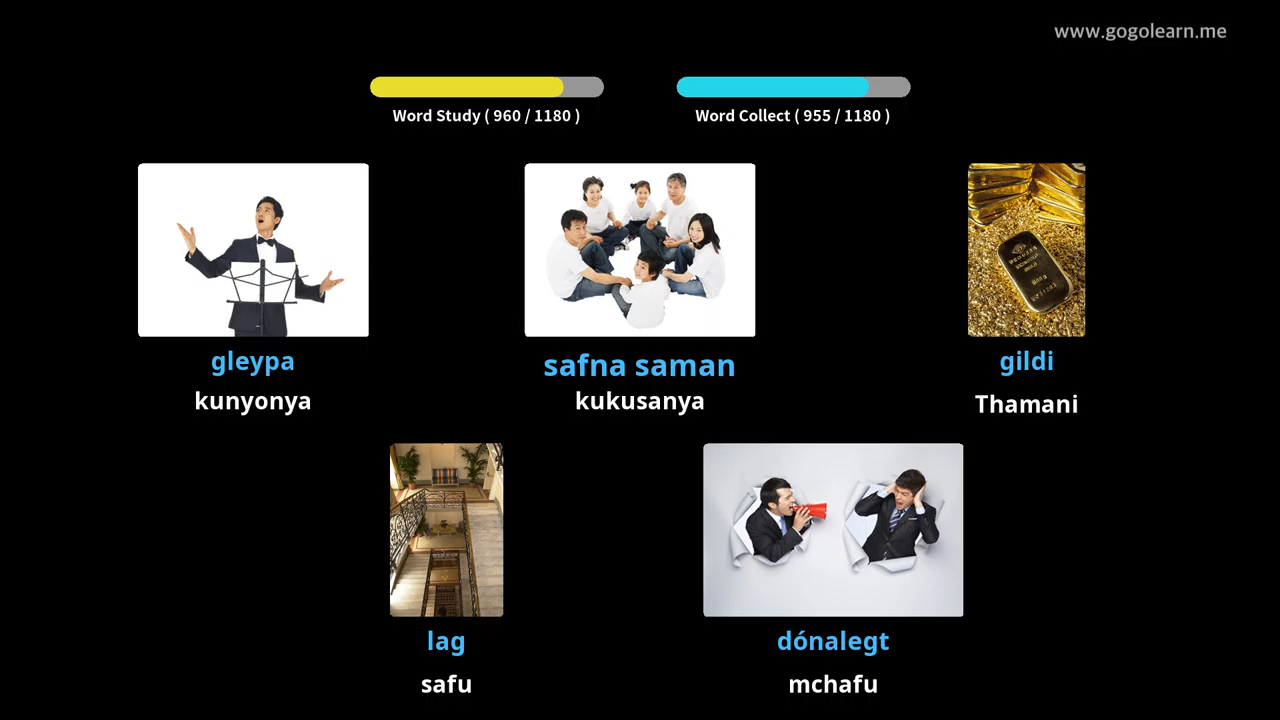 www.gogolearn.me
Word Study ( 960 / 1180 )
Word Collect ( 955 / 1180 )
gleypa
kunyonya
safna saman
kukusanya
gildi
Thamani
lag
safu
dónalegt
mchafu